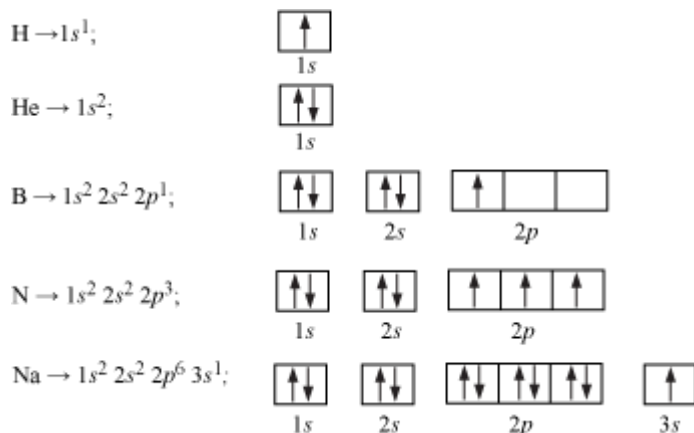 H →1s¹;
1s
He → 1s²;
1s
B → 1s² 2s² 2p¹;
1s 2s 2p
N → 1s² 2s² 2p³;
1s 2s 2p
Na → 1s² 2s² 2p⁶ 3s¹;
1s 2s 2p 3s